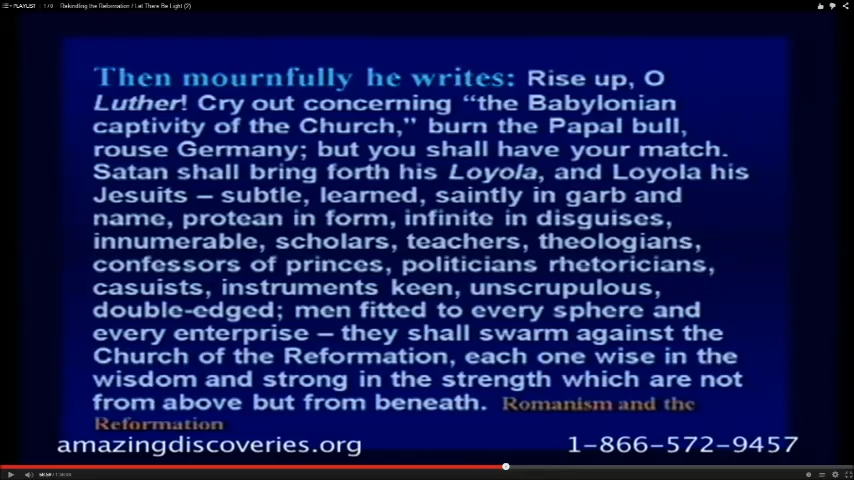 PLAYLIST 1/0 Rekindling the Reformation / Let There Be Light (2)
Then mournfully he writes: Rise up, O
Luther! Cry out concerning “the Babylonian
captivity of the Church,” burn the Papal bull,
rouse Germany; but you shall have your match.
Satan shall bring forth his Loyola, and Loyola his
Jesuits – subtle, learned, saintly in garb and
name, protean in form, infinite in disguises,
innumerable, scholars, teachers, theologians,
confessors of princes, politicians rhetoricians,
casuists, instruments keen, unscrupulous,
double-edged; men fitted to every sphere and
every enterprise – they shall swarm against the
Church of the Reformation, each one wise in the
wisdom and strong in the strength which are not
from above but from beneath. Romanism and the
Reformation
amazingdiscoveries.org 1-866-572-9457